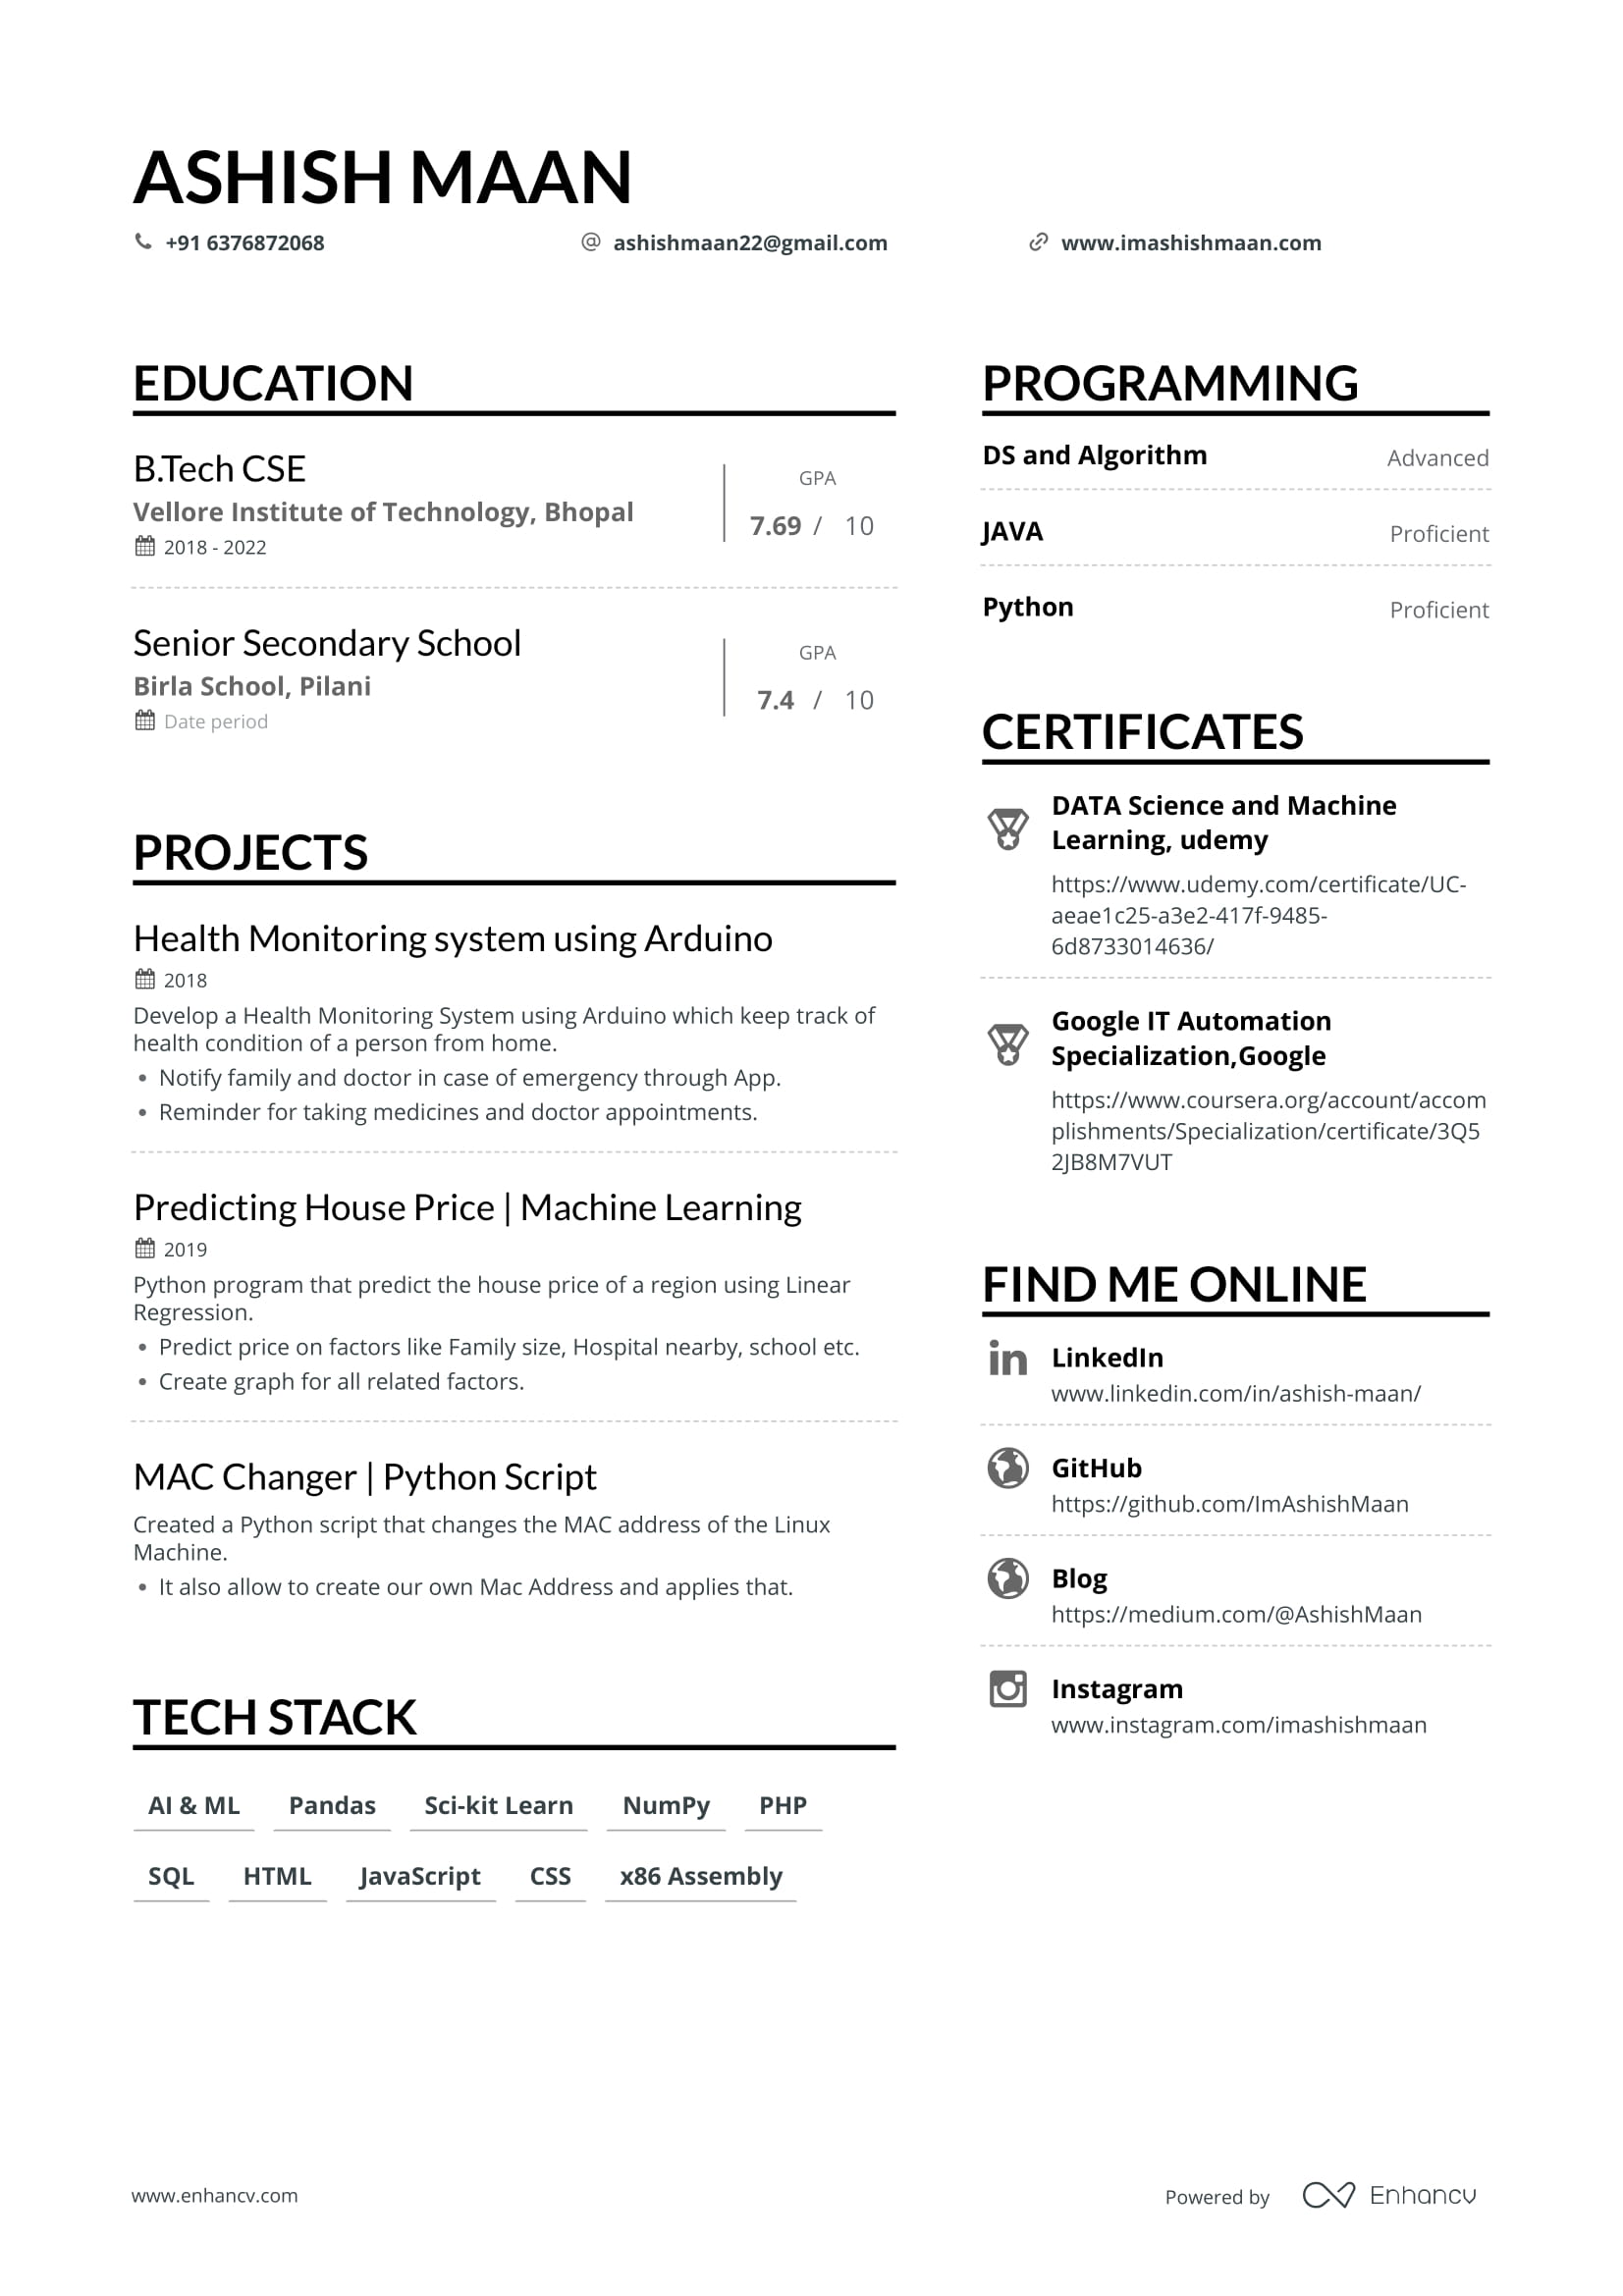 ASHISH MAAN
+91 6376872068
@ ashishmaan22@gmail.com
www.imashishmaan.com
EDUCATION
B.Tech CSE
Vellore Institute of Technology, Bhopal
2018 - 2022
GPA
7.69 / 10
Senior Secondary School
Birla School, Pilani
Date period
GPA
7.4 / 10
PROJECTS
Health Monitoring system using Arduino
2018
Develop a Health Monitoring System using Arduino which keep track of
health condition of a person from home.
• Notify family and doctor in case of emergency through App.
• Reminder for taking medicines and doctor appointments.
Predicting House Price | Machine Learning
2019
Python program that predict the house price of a region using Linear
Regression.
• Predict price on factors like Family size, Hospital nearby, school etc.
• Create graph for all related factors.
MAC Changer | Python Script
Created a Python script that changes the MAC address of the Linux
Machine.
• It also allow to create our own Mac Address and applies that.
TECH STACK
AI & ML Pandas Sci-kit Learn NumPy PHP
SQL HTML JavaScript CSS x86 Assembly
PROGRAMMING
DS and Algorithm Advanced
JAVA Proficient
Python Proficient
CERTIFICATES
DATA Science and Machine
Learning, udemy
https://www.udemy.com/certificate/UC-
aeae1c25-a3e2-417f-9485-
6d8733014636/
Google IT Automation
Specialization,Google
https://www.coursera.org/account/accom
plishments/Specialization/certificate/3Q5
2JB8M7VUT
FIND ME ONLINE
in LinkedIn
www.linkedin.com/in/ashish-maan/
GitHub
https://github.com/ImAshishMaan
Blog
https://medium.com/@AshishMaan
Instagram
www.instagram.com/imashishmaan
www.enhancv.com
Powered by Enhancv